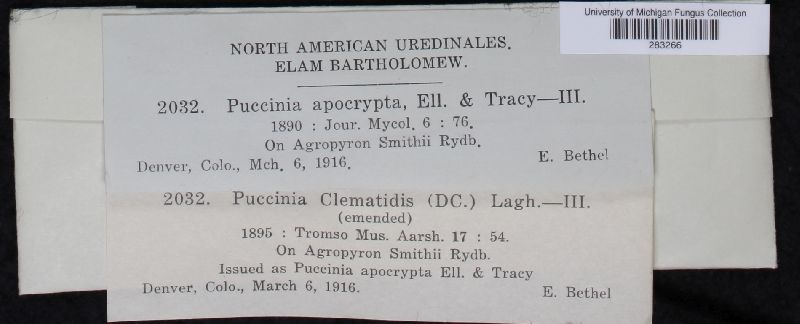 University of Michigan Fungus Collection
283266
NORTH AMERICAN UREDINALES.
ELAM BARTHOLOMEW.
2032. Puccinia apocrypta, Ell. & Tracy—III.
1890 : Jour. Mycol. 6 : 76.
On Agropyron Smithii Rydb.
Denver, Colo., Mch. 6, 1916. E. Bethel
2032. Puccinia Clematidis (DC.) Lagh.—III.
(emended)
1895 : Tromso Mus. Aarsh. 17 : 54.
On Agropyron Smithii Rydb.
Issued as Puccinia apocrypta Ell. & Tracy
Denver, Colo., March 6, 1916. E. Bethel